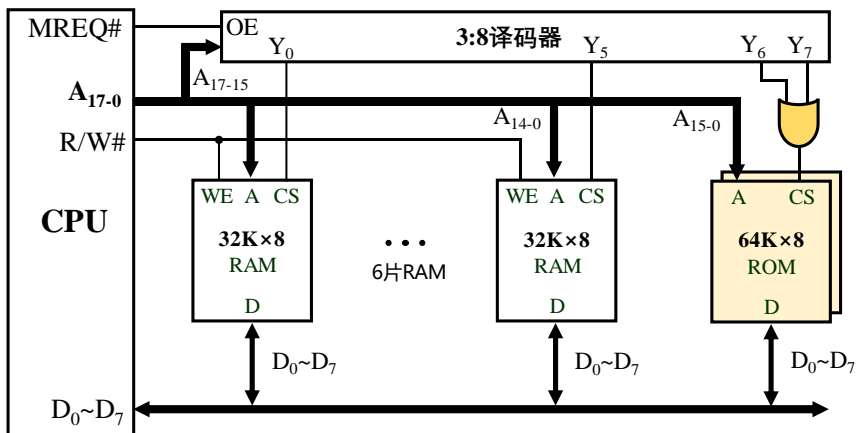 MREQ#
OE
3:8译码器
Y0
Y5
Y6
Y7
A17-15
A17-0
A14-0
A15-0
R/W#
WE A CS
WE A CS
A CS
CPU
32K×8
RAM
D
• • •
6片RAM
32K×8
RAM
D
64K×8
ROM
D
D0~D7
D0~D7
D0~D7
D0~D7